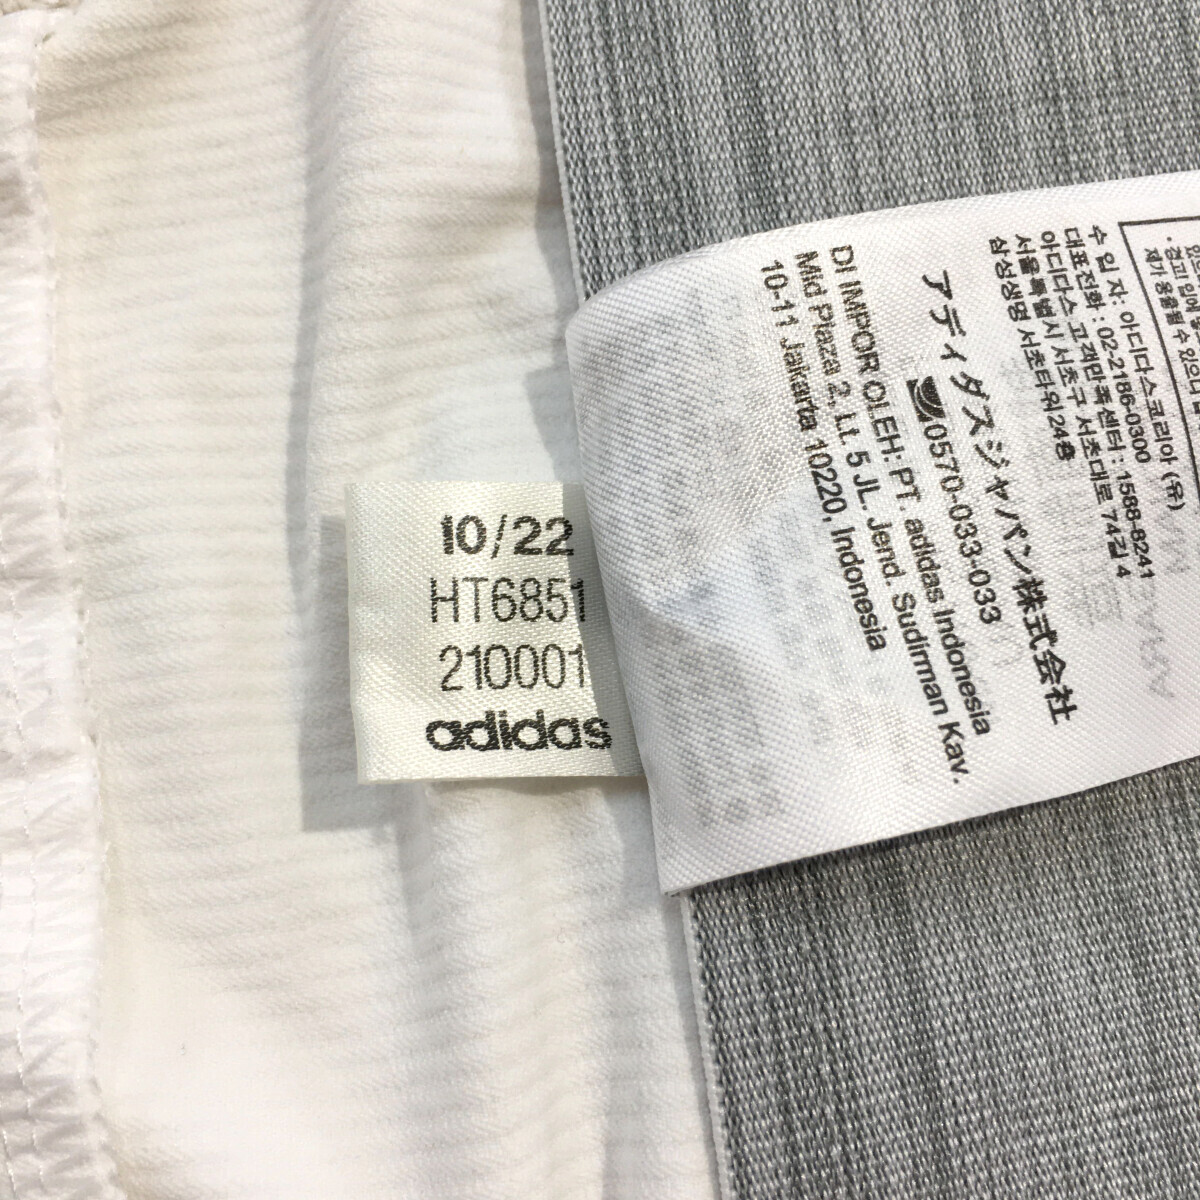 10/22
HT6851
210001
adidas
수 입 자: 아디다스코리아 (유)
대표전화 : 02-2186-0300
아디다스 고객만족센터 : 1588-8241
서울특별시 서초구 서초대로 74길 4
삼성생명 서초타워 24층
アディダスジャパン株式会社
0570-033-033
DI IMPOR OLEH: PT. adidas Indonesia
Mid Plaza 2, Lt. 5 JL. Jend. Sudirman Kav.
10-11 Jakarta 10220, Indonesia